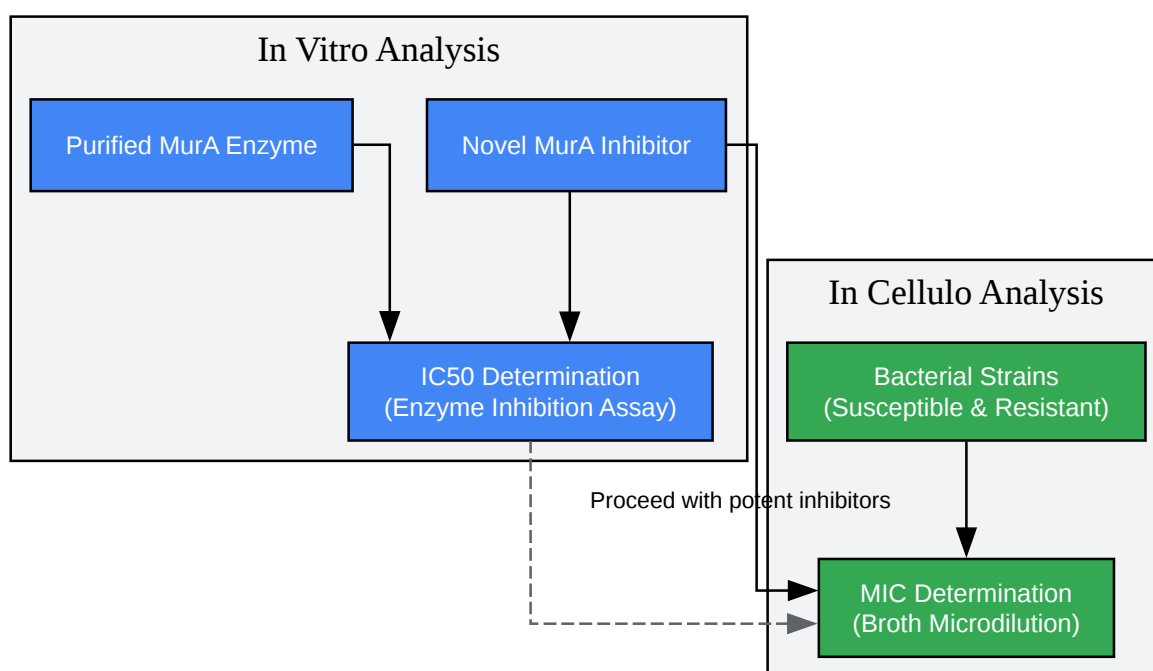 In Vitro Analysis
Purified MurA Enzyme
Novel MurA Inhibitor
IC50 Determination
(Enzyme Inhibition Assay)
In Cellulo Analysis
Bacterial Strains
(Susceptible & Resistant)
Proceed with potent inhibitors
MIC Determination
(Broth Microdilution)